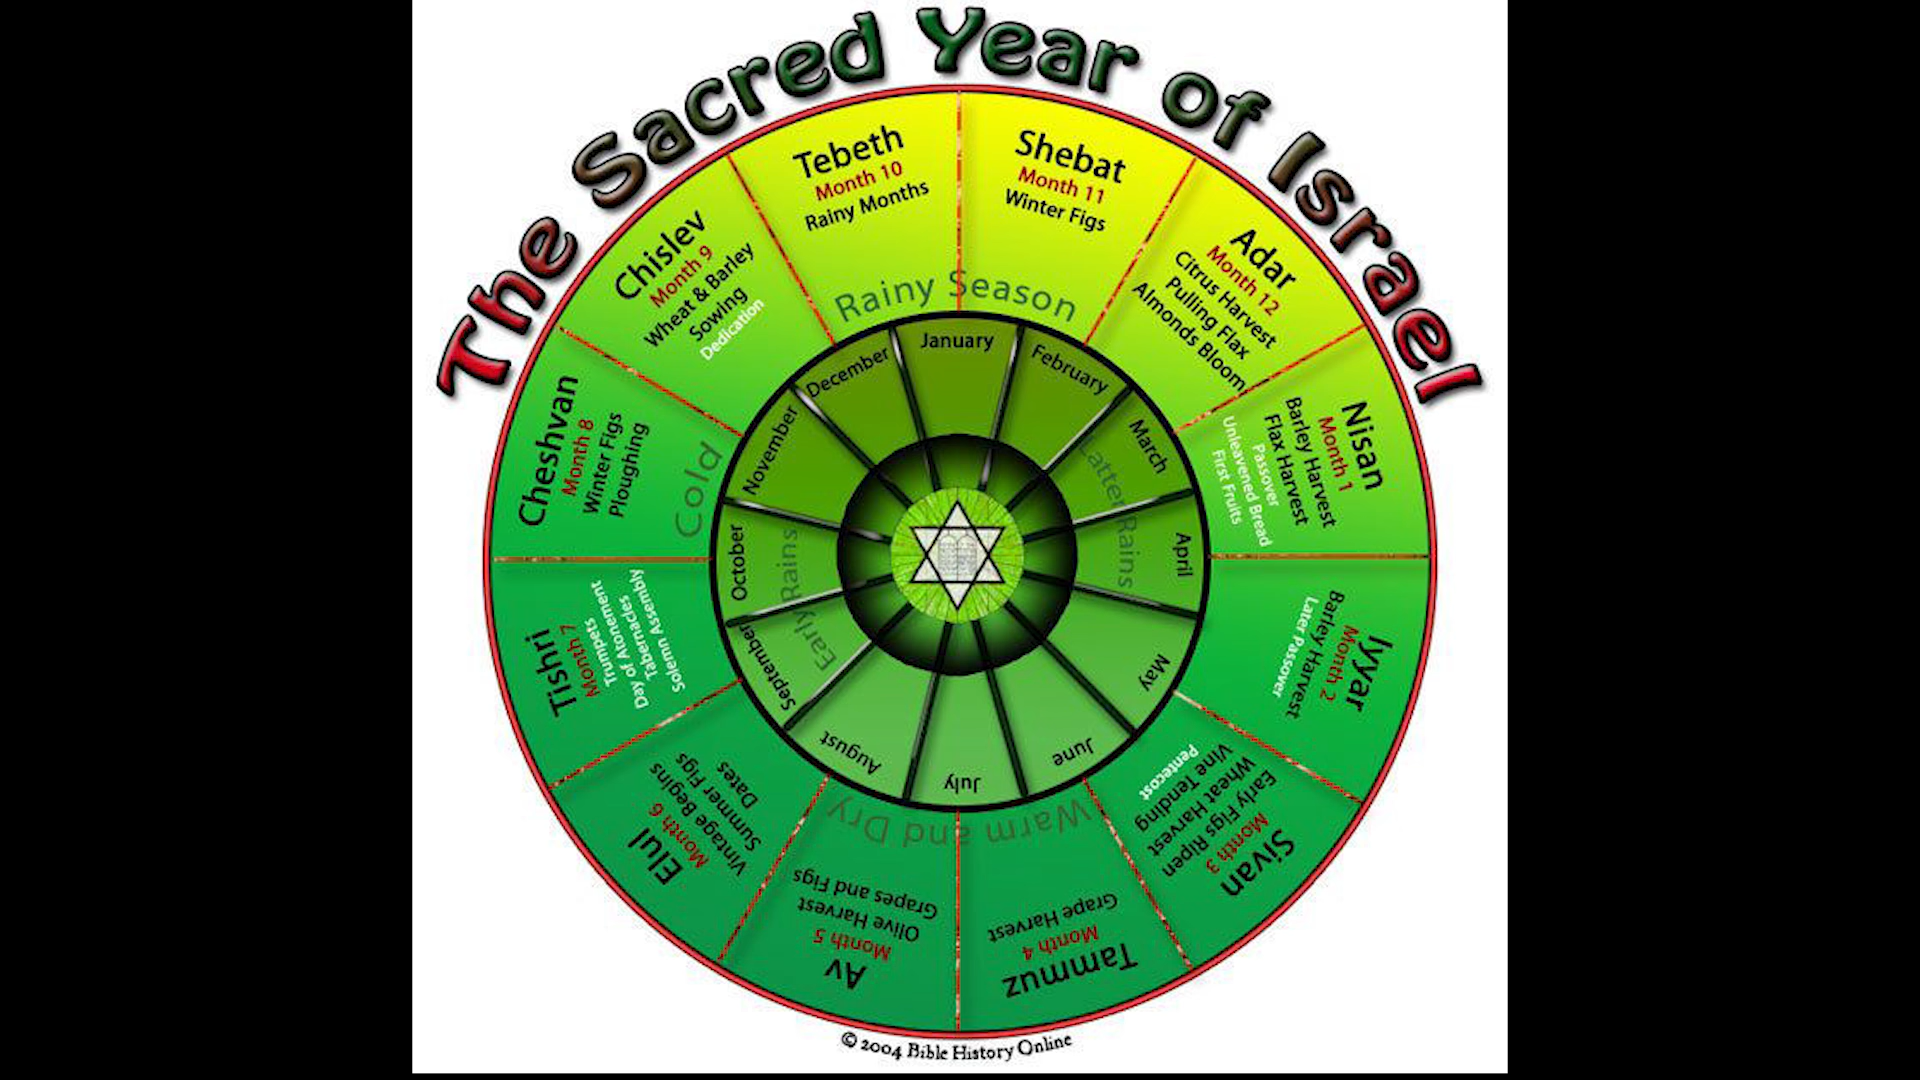 The Sacred Year of Israel
Tebeth
Month 10
Rainy Months
Shebat
Month 11
Winter Figs
Adar
Month 12
Citrus Harvest
Pulling Flax
Almonds Bloom
Nisan
Month 1
Barley Harvest
Flax Harvest
Passover
Unleavened Bread
First Fruits
Iyyar
Month 2
Barley Harvest
Later Passover
Sivan
Month 3
Early Figs Ripen
Wheat Harvest
Vine Tending
Pentecost
Tammuz
Month 4
Grape Harvest
Av
Month 5
Olive Harvest
Grapes and Figs
Elul
Month 6
Vintage Begins
Summer Figs
Dates
Tishri
Month 7
Trumpets
Day of Atonement
Tabernacles
Solemn Assembly
Cheshvan
Month 8
Winter Figs
Ploughing
Chislev
Month 9
Wheat & Barley
Sowing
Dedication
Rainy Season
Latter Rains
Warm and Dry
Early Rains
Cold
January
February
March
April
May
June
July
August
September
October
November
December
© 2004 Bible History Online